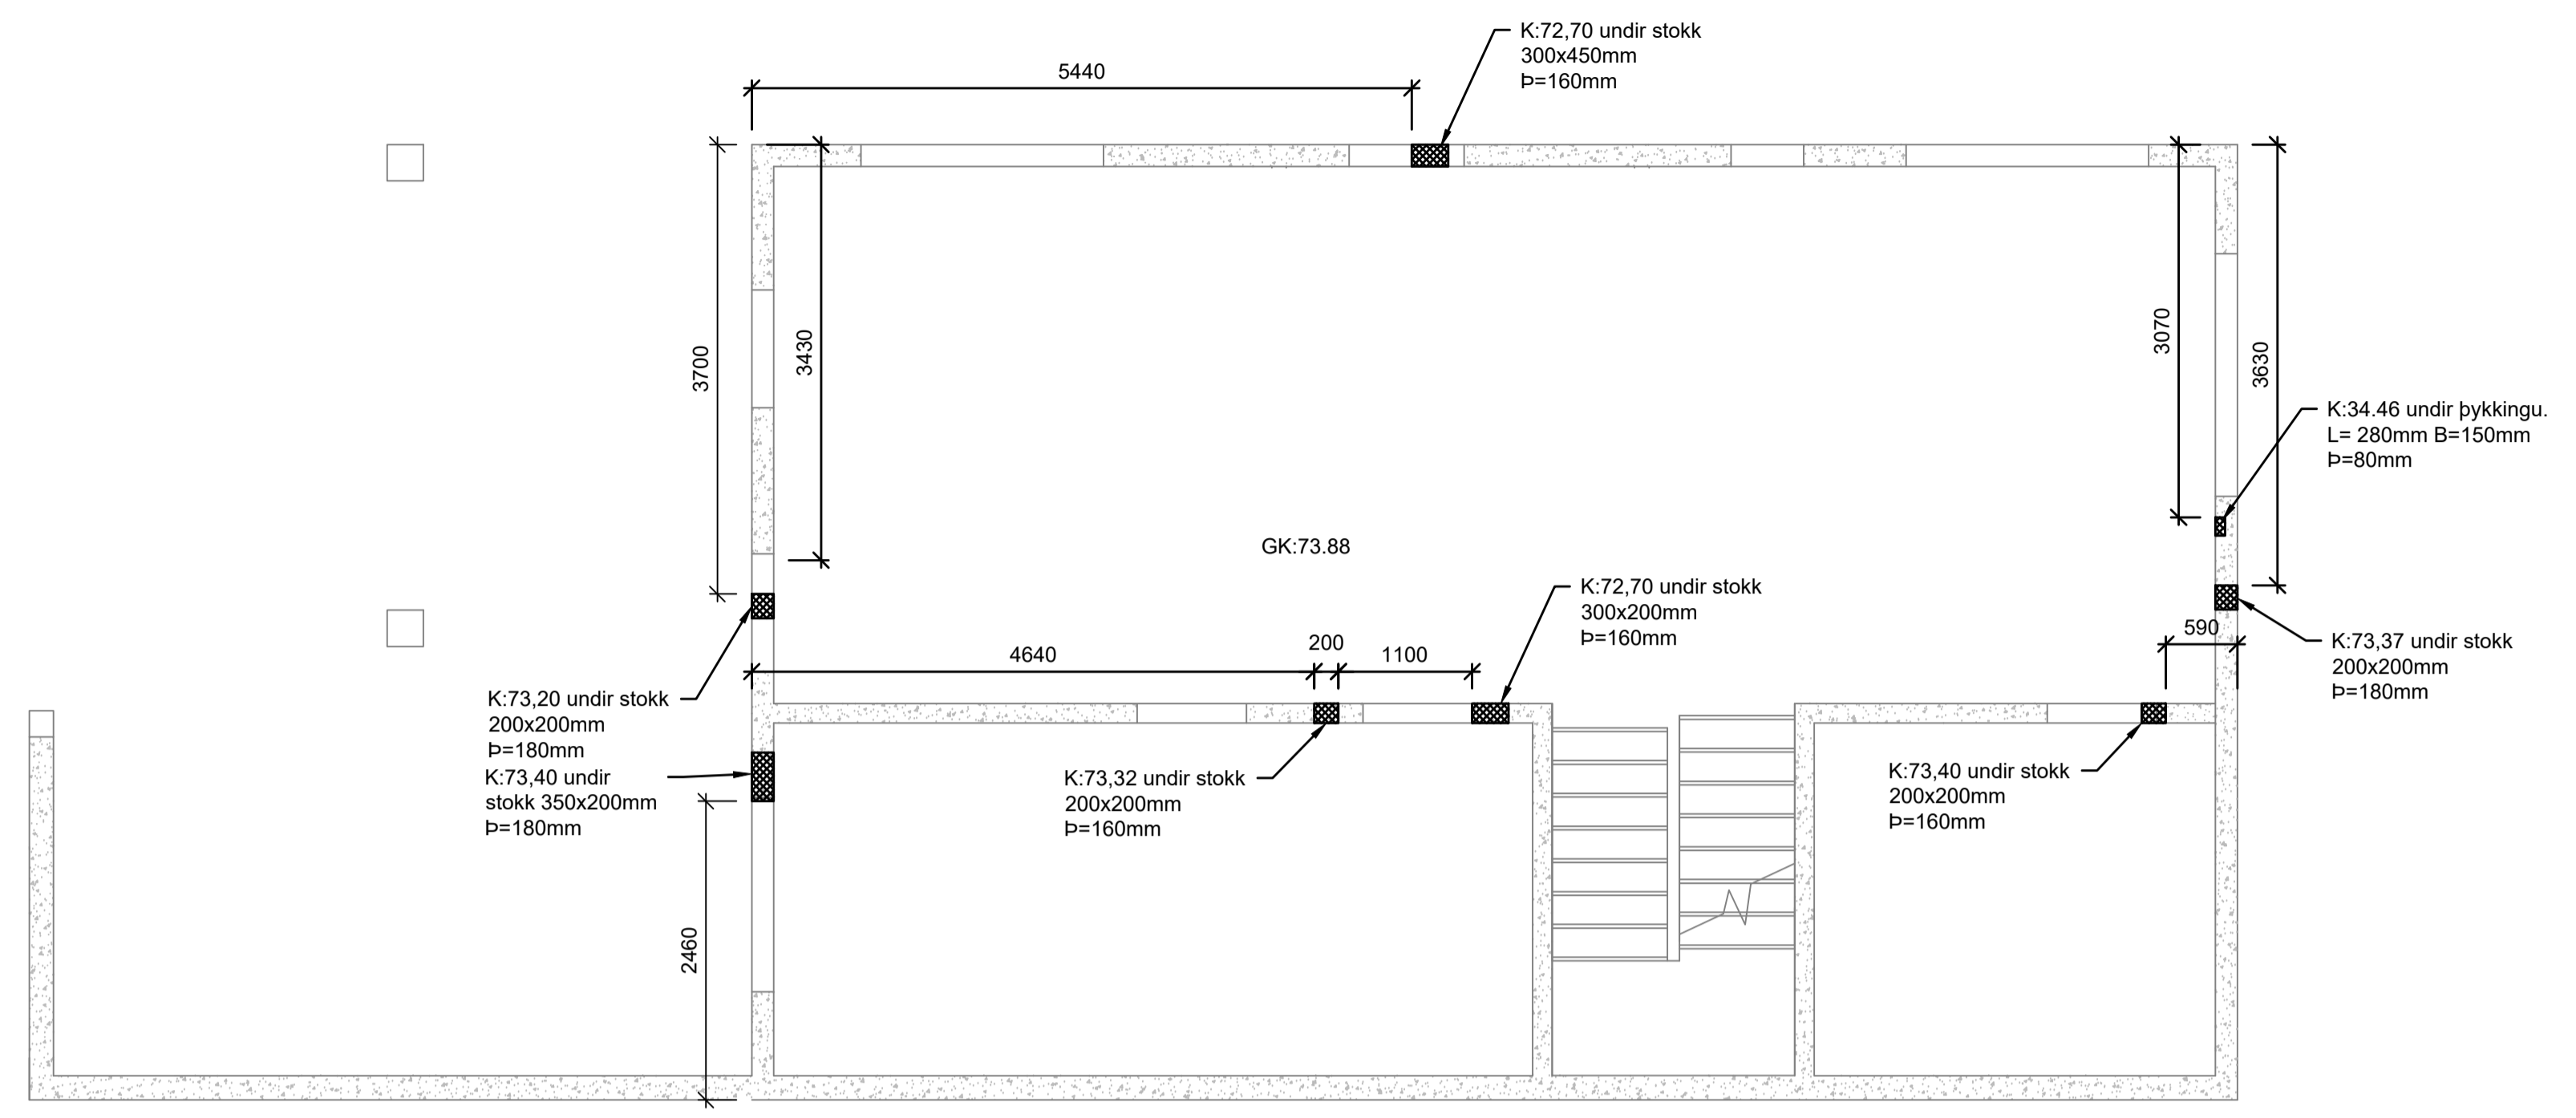 K:72,70 undir stokk
300x450mm
Þ=160mm
5440
3700
3430
3070
3630
K:34.46 undir þykkingu.
L= 280mm B=150mm
Þ=80mm
GK:73.88
K:72,70 undir stokk
300x200mm
Þ=160mm
590
K:73,37 undir stokk
200x200mm
Þ=180mm
4640
200
1100
K:73,20 undir stokk
200x200mm
Þ=180mm
K:73,40 undir
stokk 350x200mm
Þ=180mm
K:73,32 undir stokk
200x200mm
Þ=160mm
K:73,40 undir stokk
200x200mm
Þ=160mm
2460